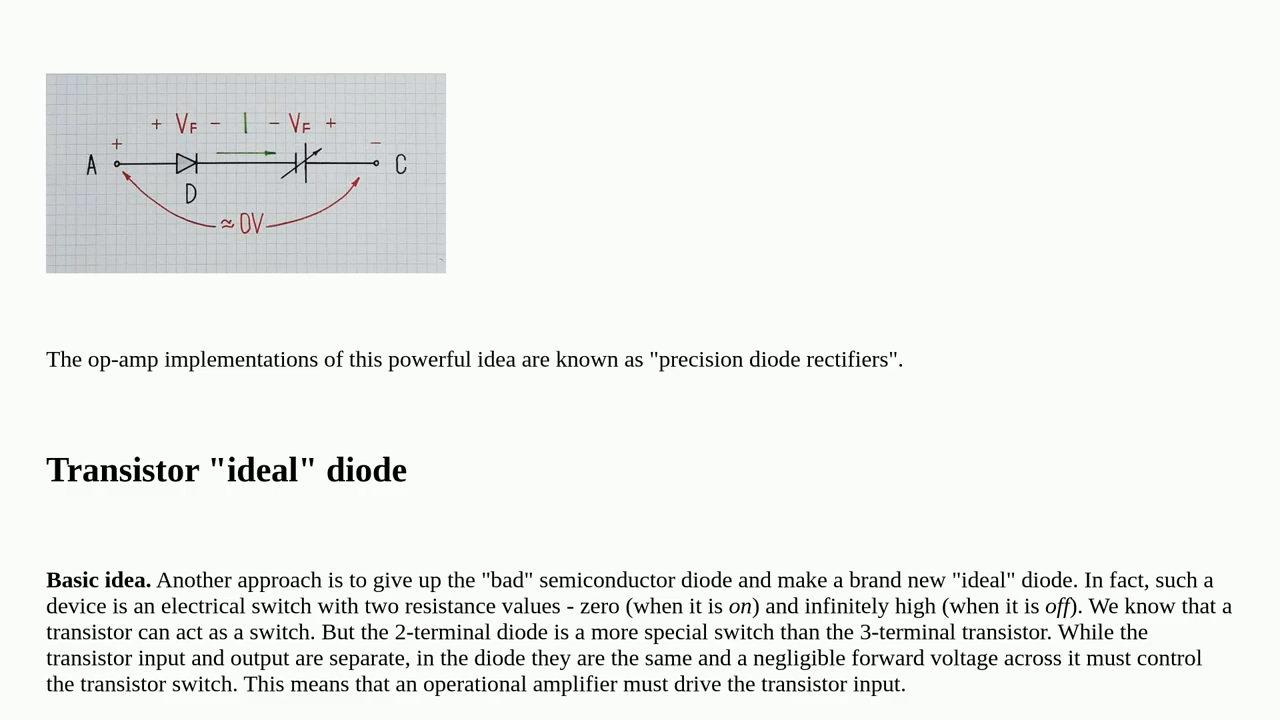 + VF - I - VF +
+ -
A C
D
≈ 0V
The op-amp implementations of this powerful idea are known as "precision diode rectifiers".
Transistor "ideal" diode
Basic idea. Another approach is to give up the "bad" semiconductor diode and make a brand new "ideal" diode. In fact, such a
device is an electrical switch with two resistance values - zero (when it is on) and infinitely high (when it is off). We know that a
transistor can act as a switch. But the 2-terminal diode is a more special switch than the 3-terminal transistor. While the
transistor input and output are separate, in the diode they are the same and a negligible forward voltage across it must control
the transistor switch. This means that an operational amplifier must drive the transistor input.